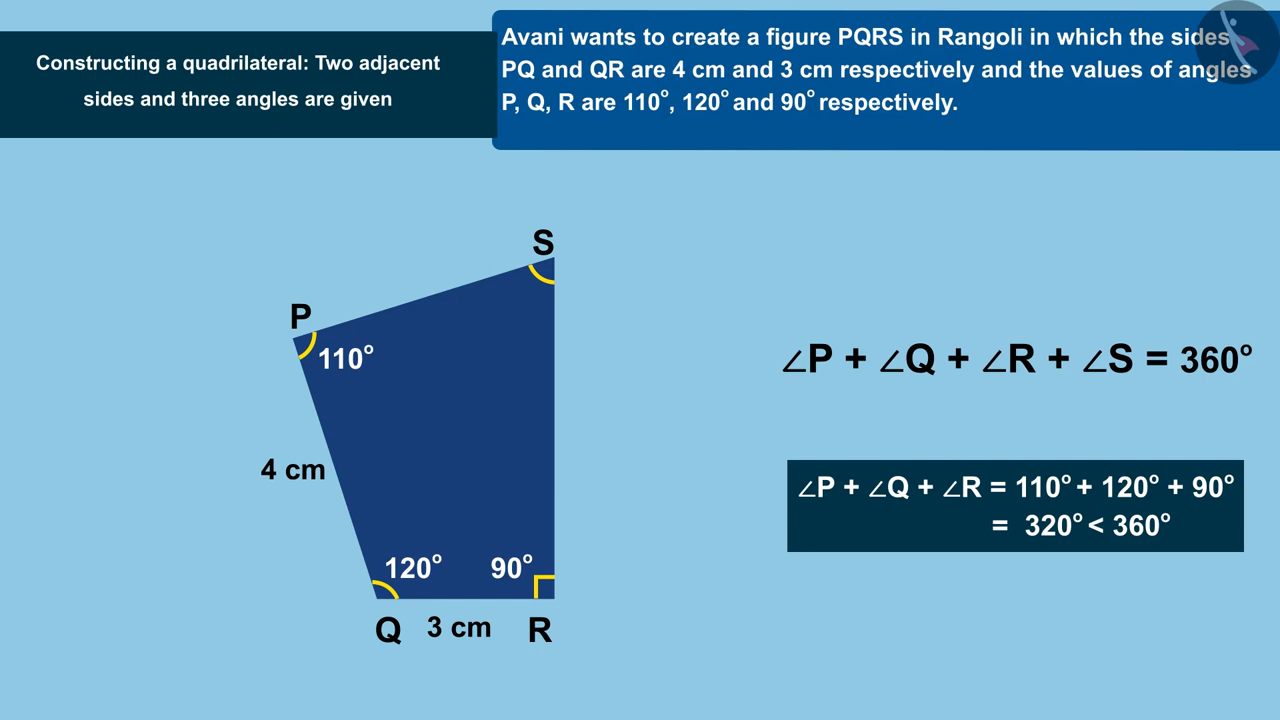 Constructing a quadrilateral: Two adjacent
sides and three angles are given
Avani wants to create a figure PQRS in Rangoli in which the sides
PQ and QR are 4 cm and 3 cm respectively and the values of angles
P, Q, R are 110°, 120° and 90° respectively.
S
P
110°
∠P + ∠Q + ∠R + ∠S = 360°
4 cm
∠P + ∠Q + ∠R = 110° + 120° + 90°
= 320° < 360°
120°
90°
Q
3 cm
R